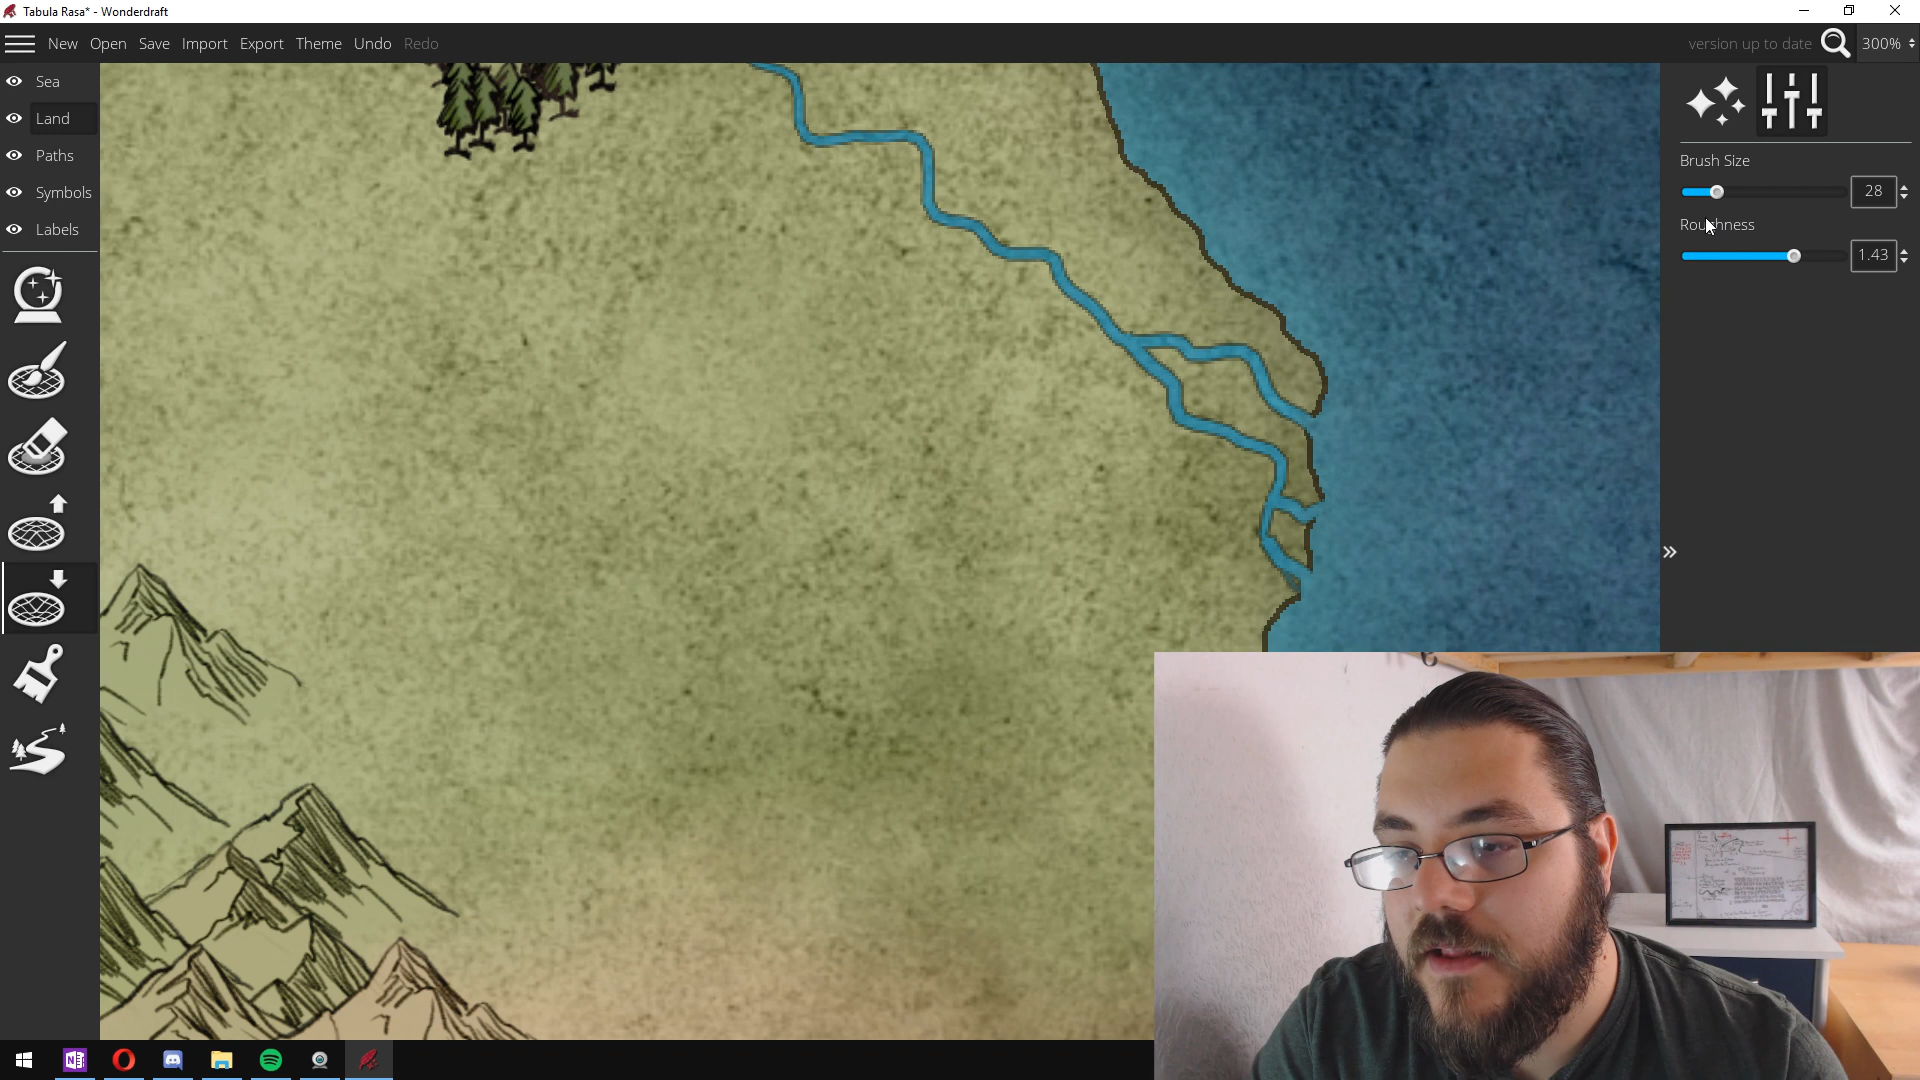 Tabula Rasa* - Wonderdraft
New Open Save Import Export Theme Undo Redo
version up to date 300%
Sea
Land
Paths
Symbols
Labels
Brush Size
28
Roughness
1.43